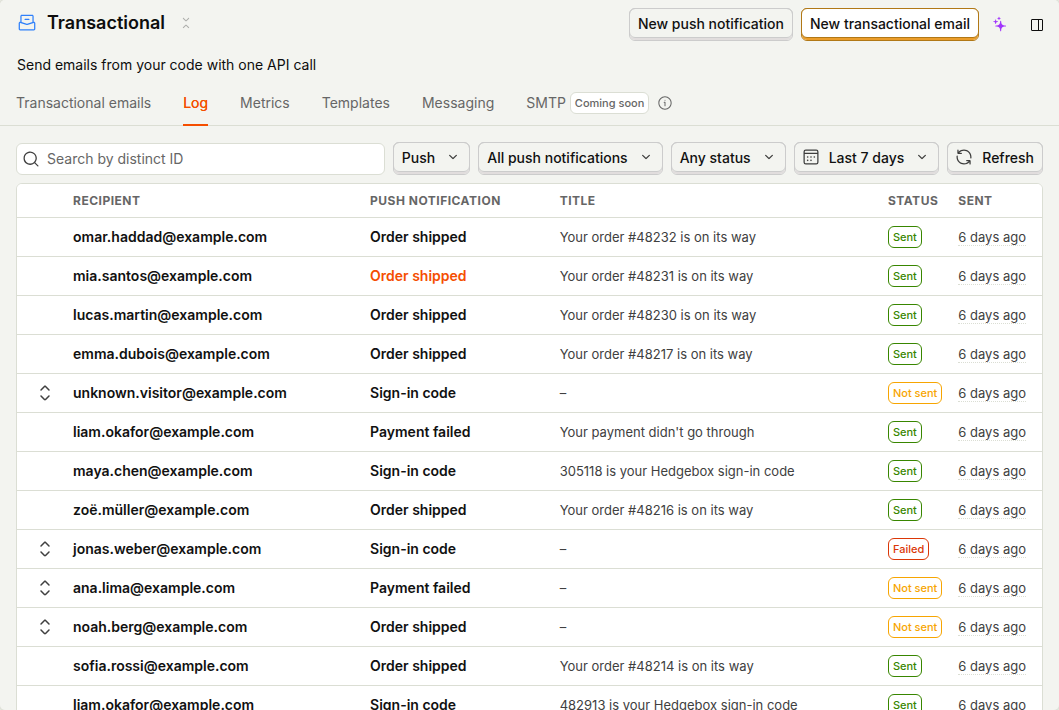 Transactional
New push notification
New transactional email
Send emails from your code with one API call
Transactional emails
Log
Metrics
Templates
Messaging
SMTP
Coming soon
Search by distinct ID
Push
All push notifications
Any status
Last 7 days
Refresh
RECIPIENT PUSH NOTIFICATION TITLE STATUS SENT
omar.haddad@example.com Order shipped Your order #48232 is on its way Sent 6 days ago
mia.santos@example.com Order shipped Your order #48231 is on its way Sent 6 days ago
lucas.martin@example.com Order shipped Your order #48230 is on its way Sent 6 days ago
emma.dubois@example.com Order shipped Your order #48217 is on its way Sent 6 days ago
unknown.visitor@example.com Sign-in code – Not sent 6 days ago
liam.okafor@example.com Payment failed Your payment didn't go through Sent 6 days ago
maya.chen@example.com Sign-in code 305118 is your Hedgebox sign-in code Sent 6 days ago
zoë.müller@example.com Order shipped Your order #48216 is on its way Sent 6 days ago
jonas.weber@example.com Sign-in code – Failed 6 days ago
ana.lima@example.com Payment failed – Not sent 6 days ago
noah.berg@example.com Order shipped – Not sent 6 days ago
sofia.rossi@example.com Order shipped Your order #48214 is on its way Sent 6 days ago
liam.okafor@example.com Sign-in code 482913 is your Hedgebox sign-in code Sent 6 days ago